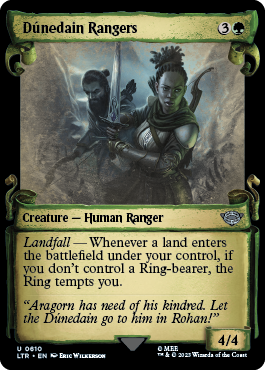 Dúnedain Rangers 3
Creature — Human Ranger
Landfall — Whenever a land enters
the battlefield under your control, if
you don't control a Ring-bearer, the
Ring tempts you.
“Aragorn has need of his kindred. Let
the Dúnedain go to him in Rohan!”
4/4
U 0610
LTR • EN Eric Wilkerson
© MEE
™ & © 2023 Wizards of the Coast